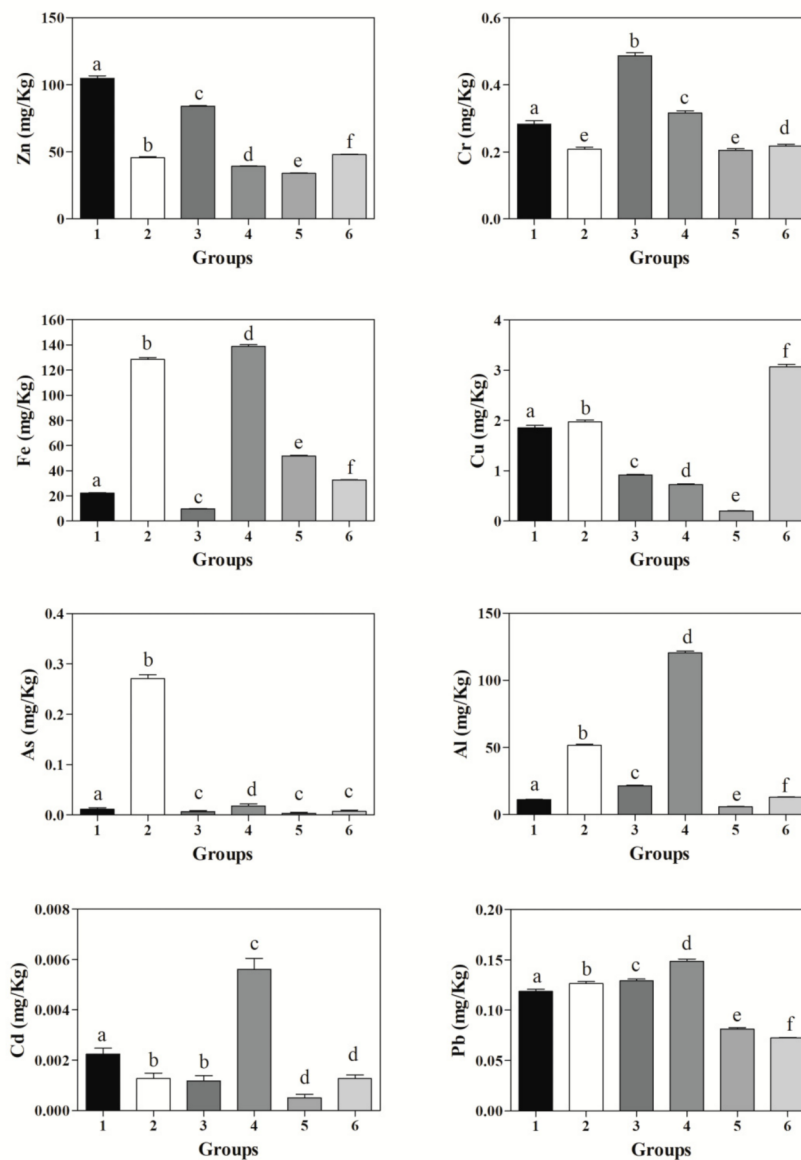 150
100
50
0
Zn (mg/Kg)
a
b
c
d
e
f
1 2 3 4 5 6
Groups
0.6
0.4
0.2
0.0
Cr (mg/Kg)
a
e
b
c
e
d
1 2 3 4 5 6
Groups
160
140
120
100
80
60
40
20
0
Fe (mg/Kg)
a
b
c
d
e
f
1 2 3 4 5 6
Groups
4
3
2
1
0
Cu (mg/Kg)
a
b
c
d
e
f
1 2 3 4 5 6
Groups
0.4
0.3
0.2
0.1
0.0
As (mg/Kg)
a
b
c
d
c
c
1 2 3 4 5 6
Groups
150
100
50
0
Al (mg/Kg)
a
b
c
d
e
f
1 2 3 4 5 6
Groups
0.008
0.006
0.004
0.002
0.000
Cd (mg/Kg)
a
b
b
c
d
d
1 2 3 4 5 6
Groups
0.20
0.15
0.10
0.05
0.00
Pb (mg/Kg)
a
b
c
d
e
f
1 2 3 4 5 6
Groups